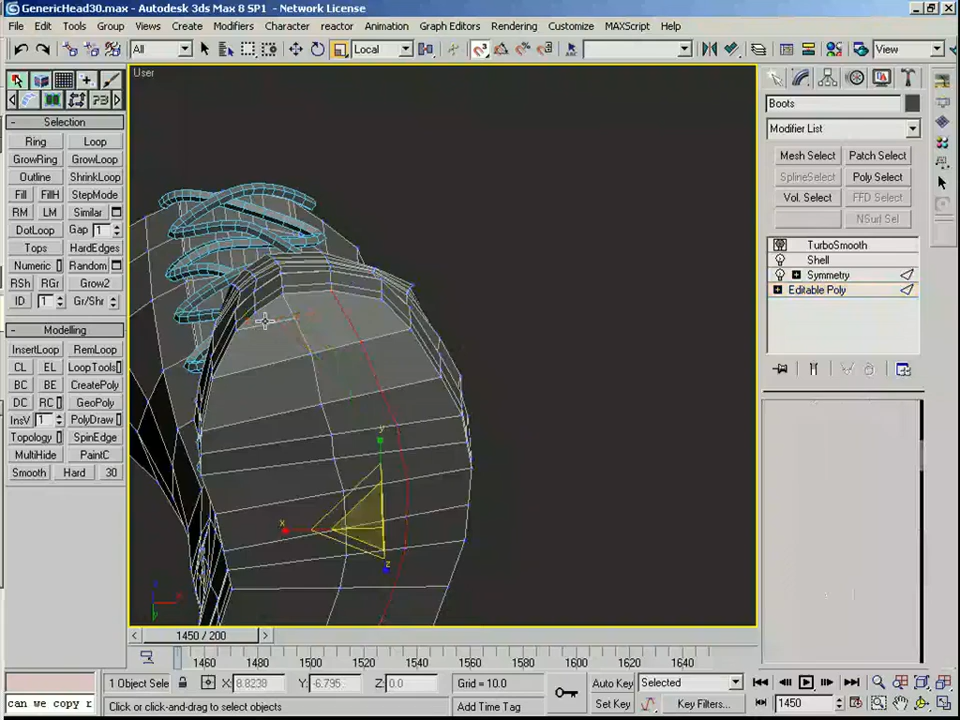 GenericHead30.max - Autodesk 3ds Max 8 SP1 - Network License
File Edit Tools Group Views Create Modifiers Character reactor Animation Graph Editors Rendering Customize MAXScript Help
All Local View
User
Selection
Ring Loop
GrowRing GrowLoop
Outline ShrinkLoop
Fill FillH StepMode
RM LM Similar
DotLoop Gap 1
Tops HardEdges
Numeric Random
RSh RGr Grow2
ID 1 Gr/Shr
Modelling
InsertLoop RemLoop
CL EL LoopTools
BC BE CreatePoly
DC RC GeoPoly
InsV 1 PolyDraw
Topology SpinEdge
MultiHide PaintC
Smooth Hard 30
Boots
Modifier List
Mesh Select Patch Select
SplineSelect Poly Select
Vol. Select FFD Select
NSurf Sel
TurboSmooth
Shell
Symmetry
Editable Poly
x y z
1450 / 200
1460 1480 1500 1520 1540 1560 1580 1600 1620 1640
1 Object Sele X: 8.8238 Y: -6.795 Z: 0.0 Grid = 10.0 Auto Key Selected
can we copy r Click or click-and-drag to select objects Add Time Tag Set Key Key Filters... 1450